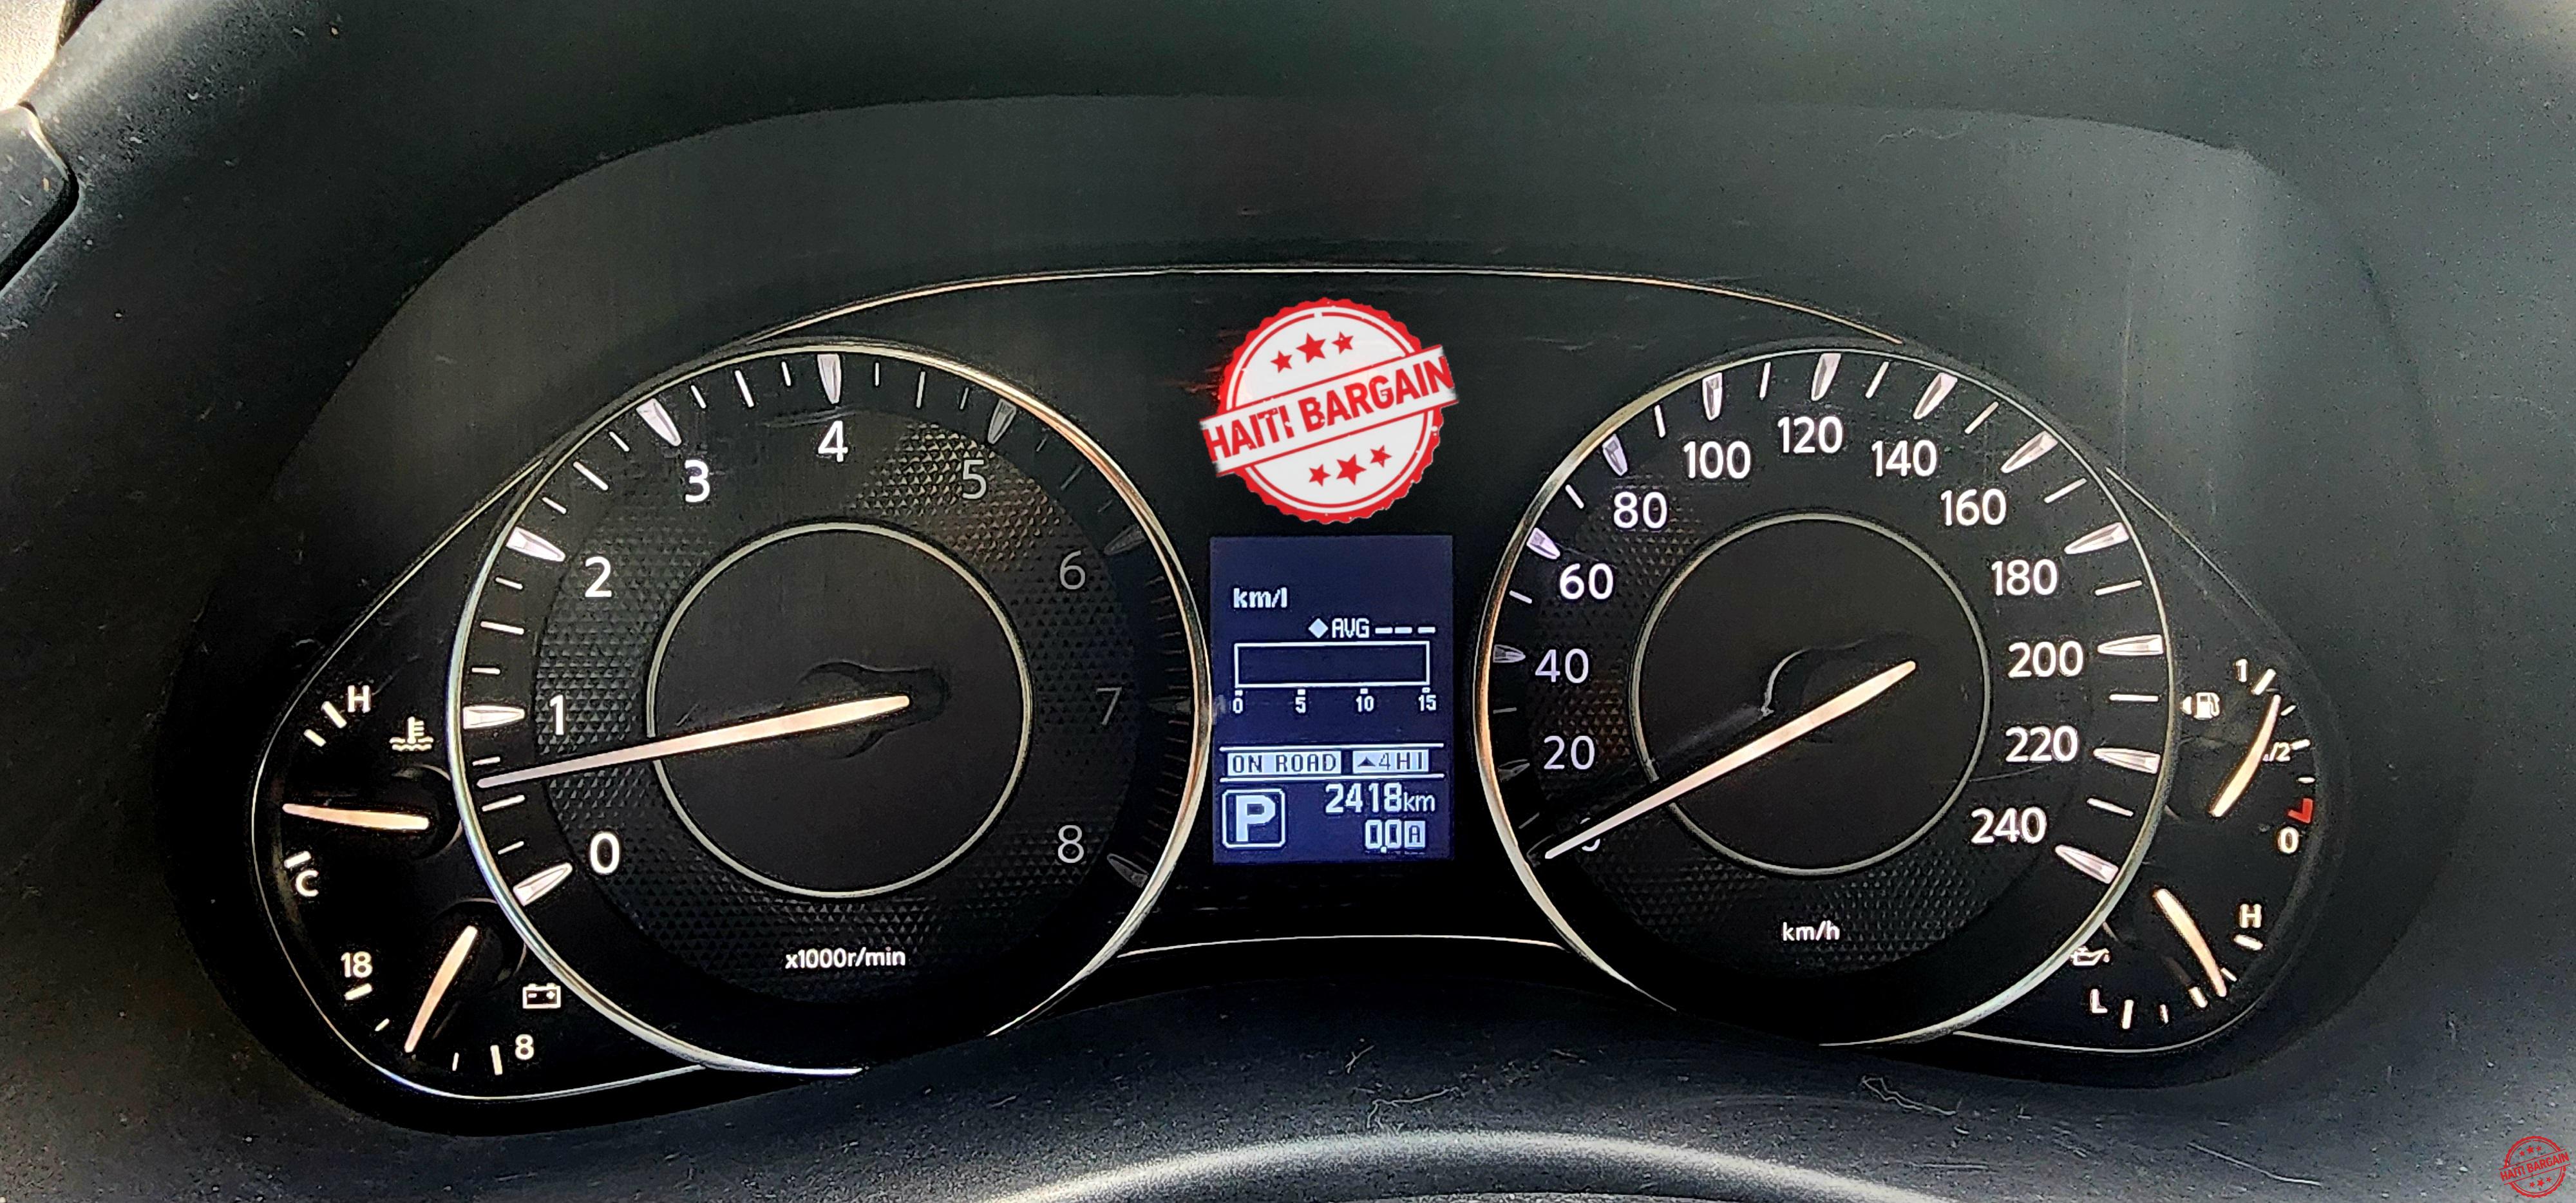 HAITI BARGAIN
0
1
2
3
4
5
6
7
8
x1000r/min
H
C
18
8
km/l
◆AVG---
0 5 10 15
ON ROAD ▲4HI
P 2418km
0.0 A
20
40
60
80
100
120
140
160
180
200
220
240
km/h
1
1/2
0
H
L
HAITI BARGAIN